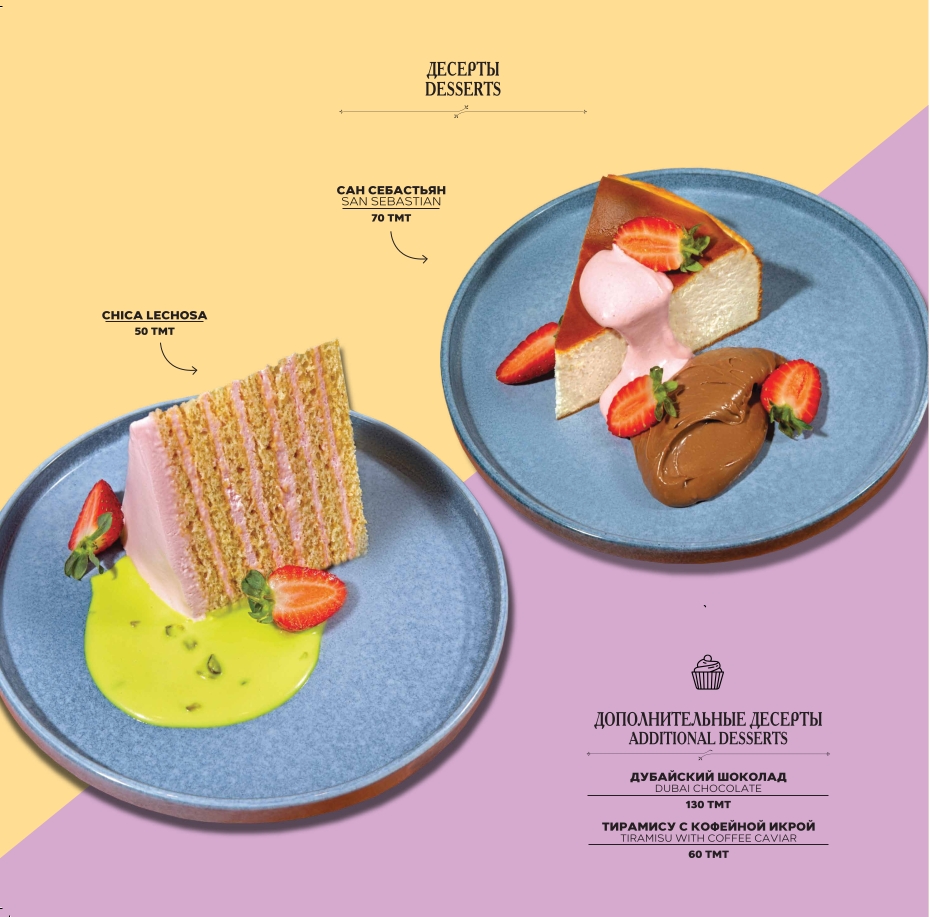 ДЕСЕРТЫ
DESSERTS
САН СЕБАСТЬЯН
SAN SEBASTIAN
70 TMT
CHICA LECHOSA
50 TMT
ДОПОЛНИТЕЛЬНЫЕ ДЕСЕРТЫ
ADDITIONAL DESSERTS
ДУБАЙСКИЙ ШОКОЛАД
DUBAI CHOCOLATE
130 TMT
ТИРАМИСУ С КОФЕЙНОЙ ИКРОЙ
TIRAMISU WITH COFFEE CAVIAR
60 TMT